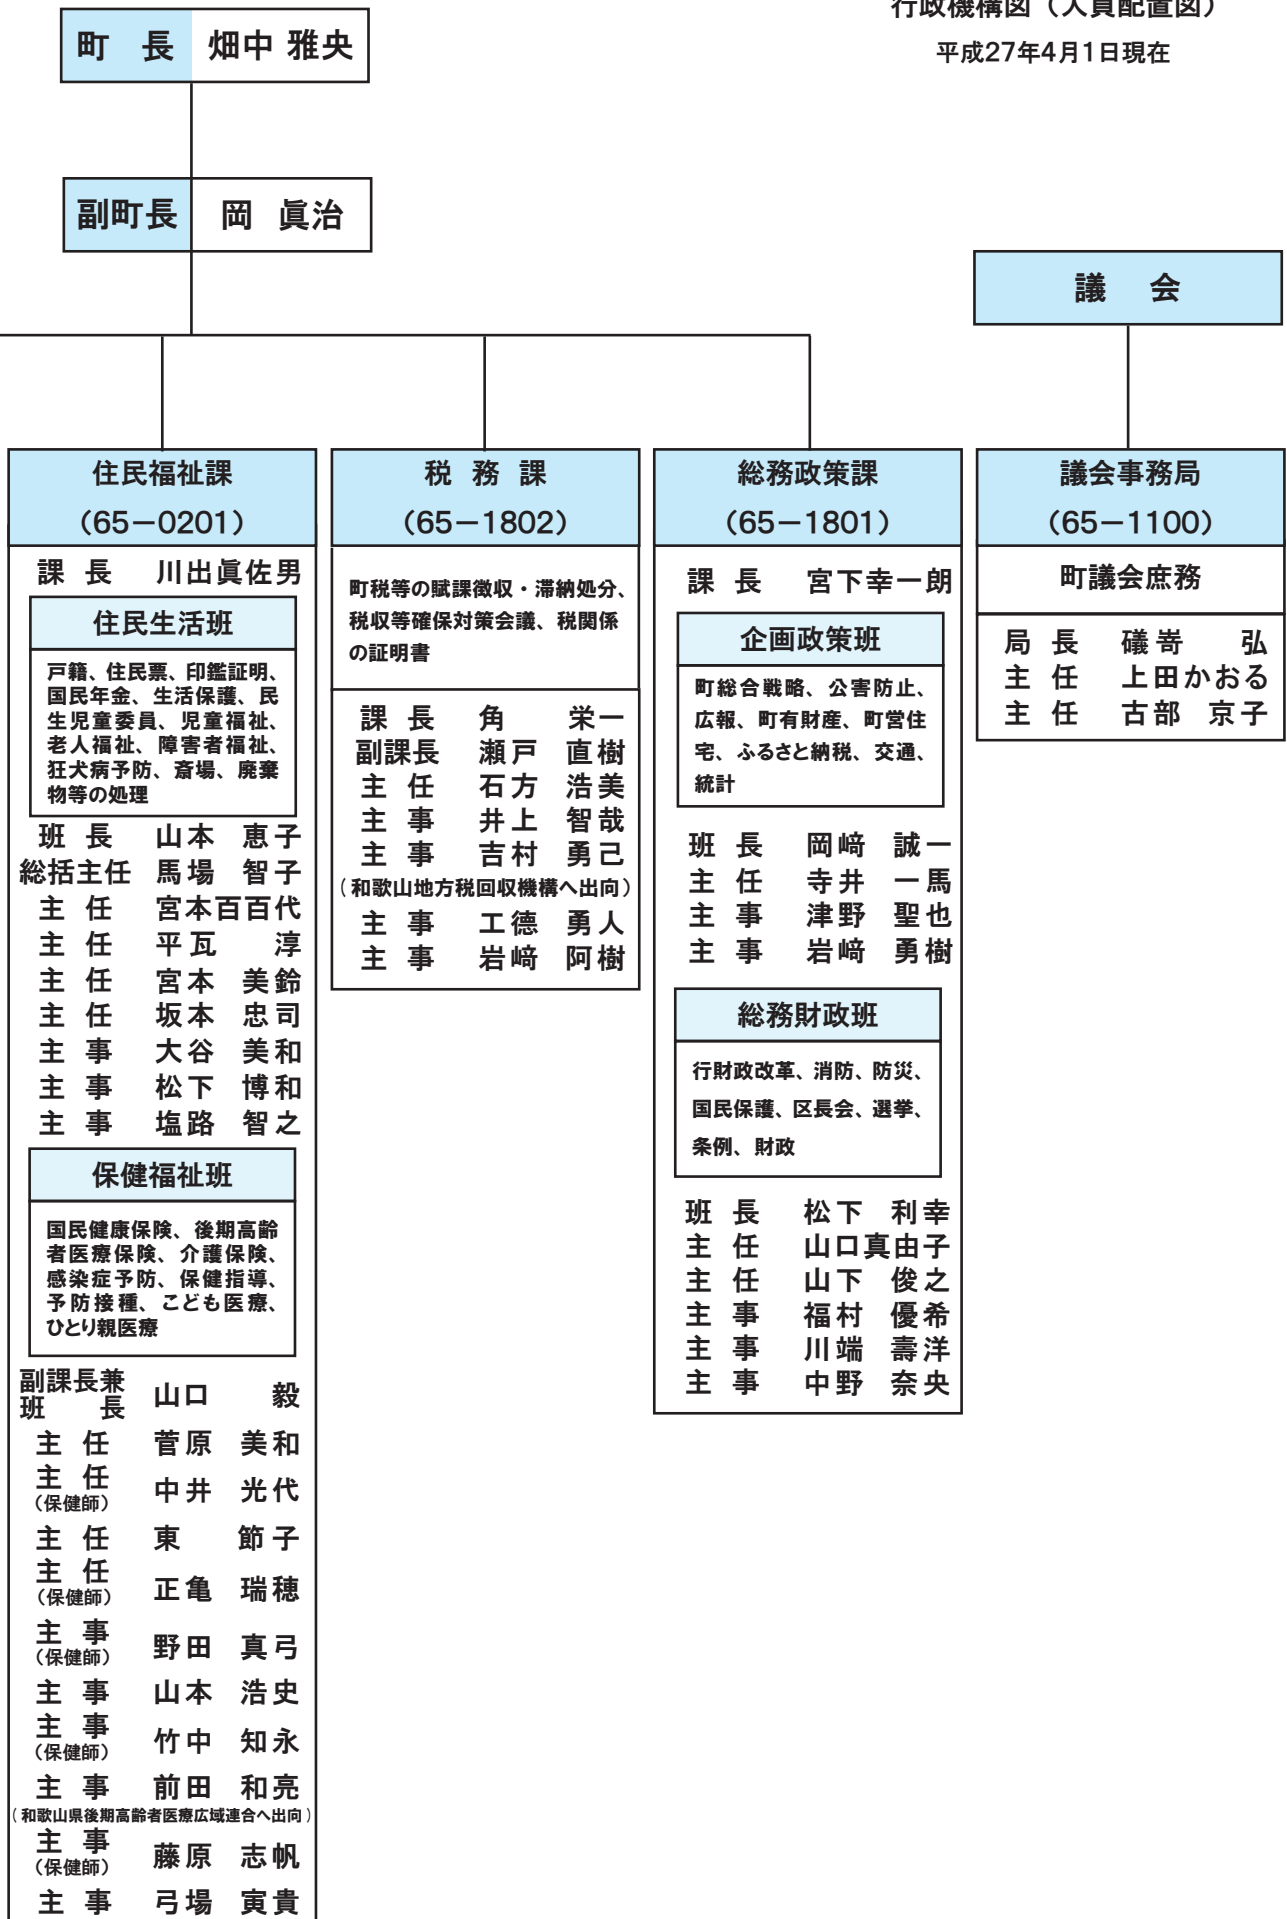 行政機構図（人員配置図）
平成27年4月1日現在
町　長　畑中 雅央
副町長　岡　眞治
議　会
住民福祉課
（65－0201）
課　長　川出眞佐男
住民生活班
戸籍、住民票、印鑑証明、
国民年金、生活保護、民
生児童委員、児童福祉、
老人福祉、障害者福祉、
狂犬病予防、斎場、廃棄
物等の処理
班　長　山本　恵子
総括主任　馬場　智子
主　任　宮本百百代
主　任　平瓦　淳
主　任　宮本　美鈴
主　任　坂本　忠司
主　事　大谷　美和
主　事　松下　博和
主　事　塩路　智之
保健福祉班
国民健康保険、後期高齢
者医療保険、介護保険、
感染症予防、保健指導、
予防接種、こども医療、
ひとり親医療
副課長兼
班　長　山口　毅
主　任　菅原　美和
主　任
（保健師）　中井　光代
主　任　東　節子
主　任
（保健師）　正亀　瑞穂
主　事
（保健師）　野田　真弓
主　事　山本　浩史
主　事
（保健師）　竹中　知永
主　事　前田　和亮
（和歌山県後期高齢者医療広域連合へ出向）
主　事
（保健師）　藤原　志帆
主　事　弓場　寅貴
税　務　課
（65－1802）
町税等の賦課徴収・滞納処分、
税収等確保対策会議、税関係
の証明書
課　長　角　栄一
副課長　瀬戸　直樹
主　任　石方　浩美
主　事　井上　智哉
主　事　吉村　勇己
（和歌山地方税回収機構へ出向）
主　事　工德　勇人
主　事　岩﨑　阿樹
総務政策課
（65－1801）
課　長　宮下幸一朗
企画政策班
町総合戦略、公害防止、
広報、町有財産、町営住
宅、ふるさと納税、交通、
統計
班　長　岡﨑　誠一
主　任　寺井　一馬
主　事　津野　聖也
主　事　岩﨑　勇樹
総務財政班
行財政改革、消防、防災、
国民保護、区長会、選挙、
条例、財政
班　長　松下　利幸
主　任　山口真由子
主　任　山下　俊之
主　事　福村　優希
主　事　川端　壽洋
主　事　中野　奈央
議会事務局
（65－1100）
町議会庶務
局　長　礒嵜　弘
主　任　上田かおる
主　任　古部　京子